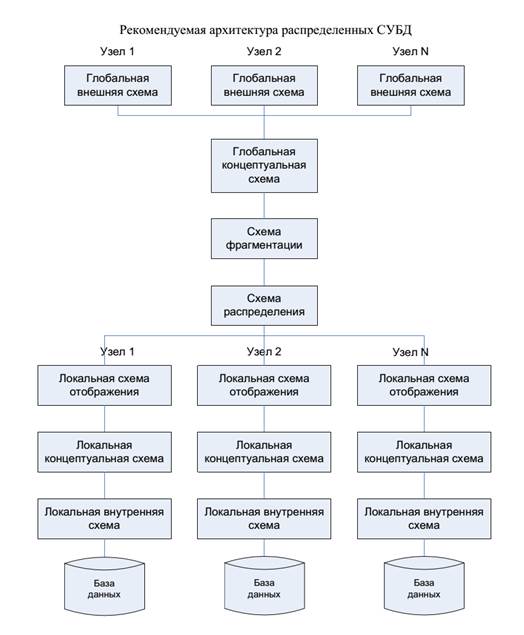 Рекомендуемая архитектура распределенных СУБД
Узел 1 Узел 2 Узел N
Глобальная Глобальная Глобальная
внешняя схема внешняя схема внешняя схема
Глобальная
концептуальная
схема
Схема
фрагментации
Схема
распределения
Узел 1 Узел 2 Узел N
Локальная схема Локальная схема Локальная схема
отображения отображения отображения
Локальная Локальная Локальная
концептуальная схема концептуальная схема концептуальная схема
Локальная внутренняя Локальная внутренняя Локальная внутренняя
схема схема схема
База База База
данных данных данных